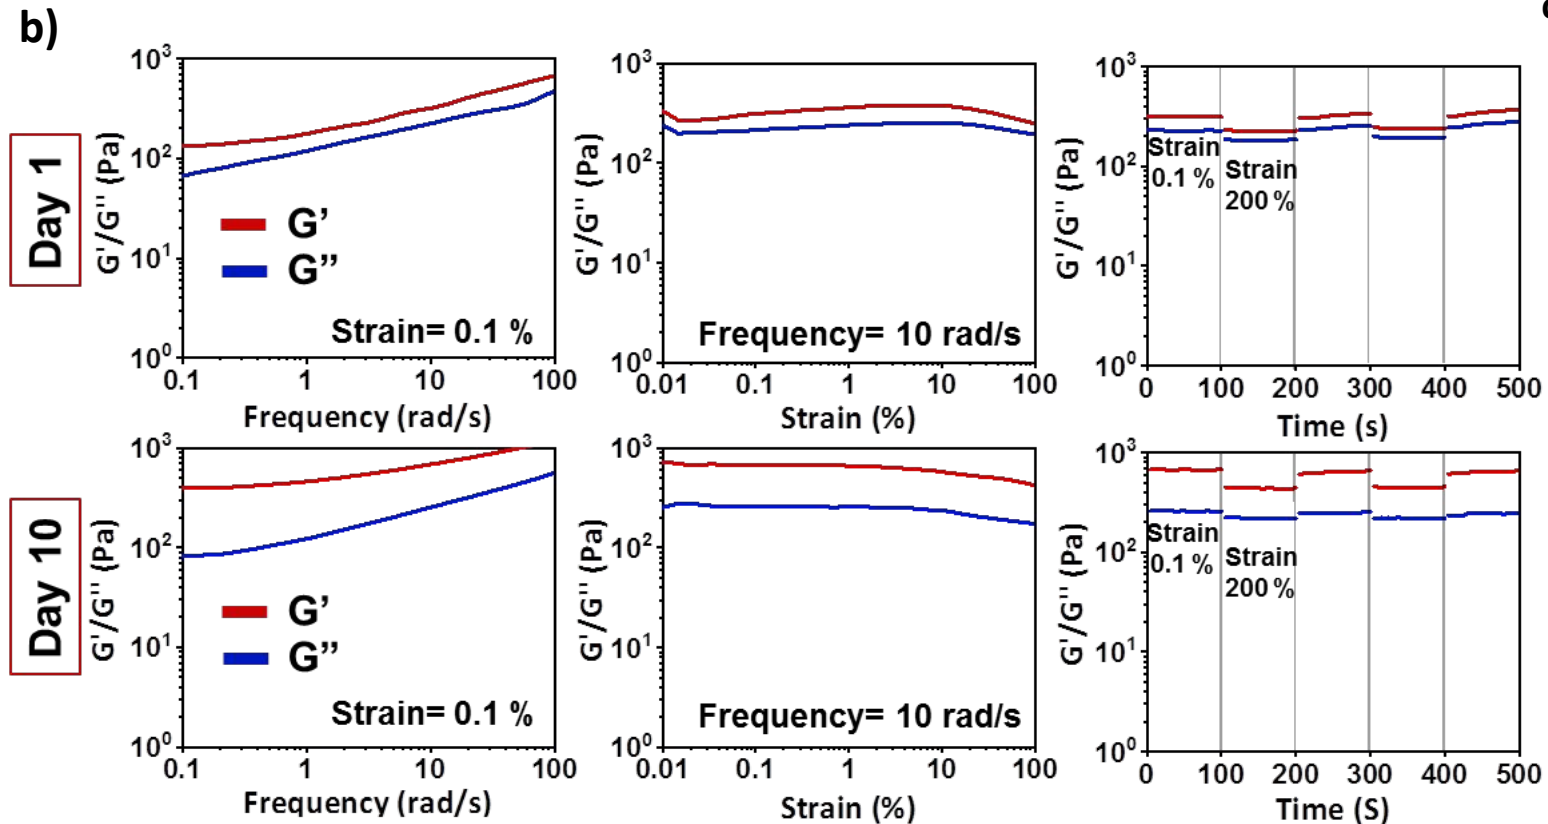 b)
Day 1
10³
10²
10¹
10⁰
G'/G'' (Pa)
G’
G”
Strain= 0.1 %
0.1 1 10 100
Frequency (rad/s)
10³
10²
10¹
10⁰
G'/G'' (Pa)
Frequency= 10 rad/s
0.01 0.1 1 10 100
Strain (%)
10³
10²
10¹
10⁰
G'/G'' (Pa)
Strain
0.1 %
Strain
200 %
0 100 200 300 400 500
Time (s)
Day 10
10³
10²
10¹
10⁰
G'/G'' (Pa)
G’
G”
Strain= 0.1 %
0.1 1 10 100
Frequency (rad/s)
10³
10²
10¹
10⁰
G'/G'' (Pa)
Frequency= 10 rad/s
0.01 0.1 1 10 100
Strain (%)
10³
10²
10¹
10⁰
G'/G'' (Pa)
Strain
0.1 %
Strain
200 %
0 100 200 300 400 500
Time (S)